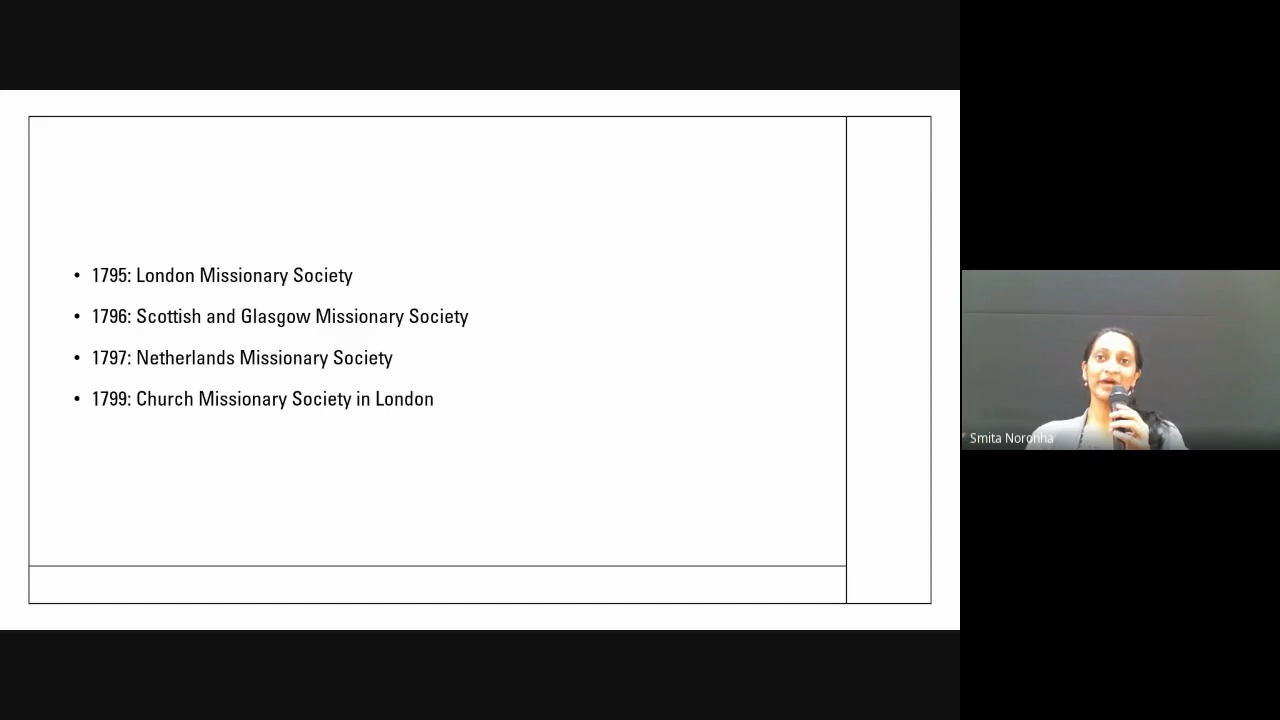 • 1795: London Missionary Society
• 1796: Scottish and Glasgow Missionary Society
• 1797: Netherlands Missionary Society
• 1799: Church Missionary Society in London
Smita Noronha